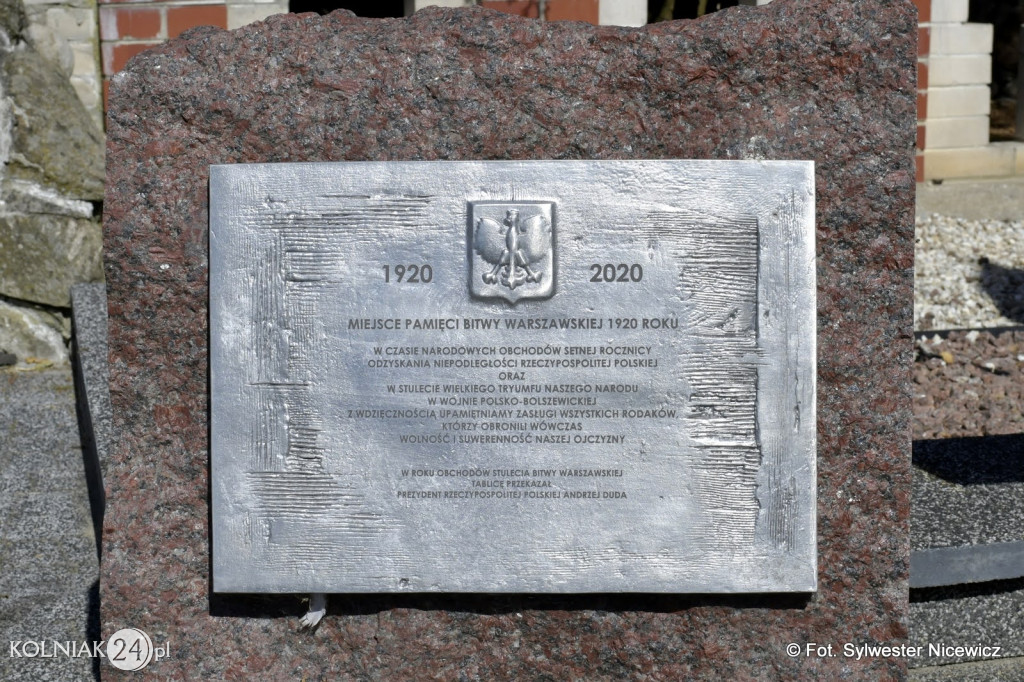 1920 2020
MIEJSCE PAMIĘCI BITWY WARSZAWSKIEJ 1920 ROKU
W CZASIE NARODOWYCH OBCHODÓW SETNEJ ROCZNICY
ODZYSKANIA NIEPODLEGŁOŚCI RZECZYPOSPOLITEJ POLSKIEJ
ORAZ
W STULECIE WIELKIEGO TRYUMFU NASZEGO NARODU
W WOJNIE POLSKO-BOLSZEWICKIEJ
Z WDZIĘCZNOŚCIĄ UPAMIĘTNIAMY ZASŁUGI WSZYSTKICH RODAKÓW,
KTÓRZY OBRONILI WÓWCZAS
WOLNOŚĆ I SUWERENNOŚĆ NASZEJ OJCZYZNY
W ROKU OBCHODÓW STULECIA BITWY WARSZAWSKIEJ
TABLICĘ PRZEKAZAŁ
PREZYDENT RZECZYPOSPOLITEJ POLSKIEJ ANDRZEJ DUDA
KOLNIAK24.pl
© Fot. Sylwester Nicewicz